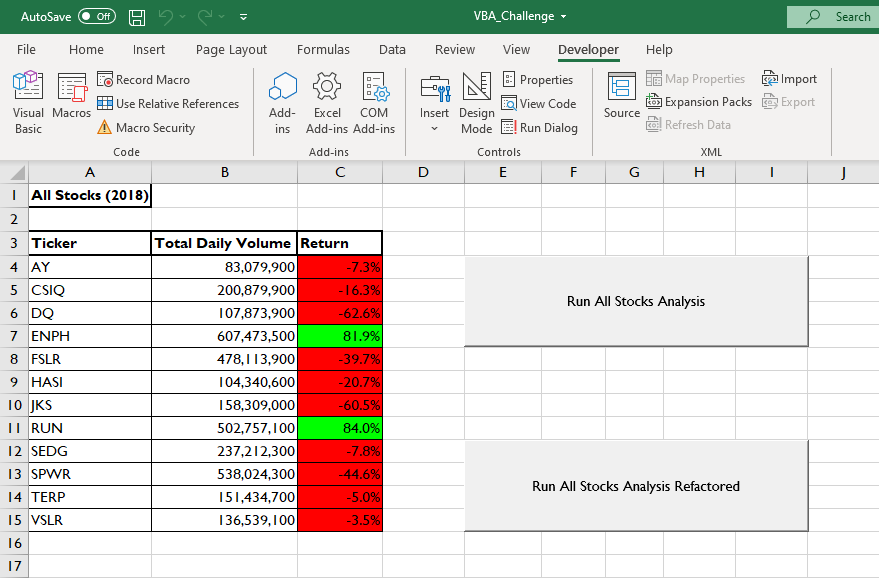 AutoSave Off VBA_Challenge Search
File Home Insert Page Layout Formulas Data Review View Developer Help
Visual Basic
Macros
Record Macro
Use Relative References
Macro Security
Code
Add-ins
Excel Add-ins
COM Add-ins
Add-ins
Insert
Design Mode
Properties
View Code
Run Dialog
Controls
Source
Map Properties
Expansion Packs
Refresh Data
Import
Export
XML
A B C D E F G H I J
1 All Stocks (2018)
2
3 Ticker Total Daily Volume Return
4 AY 83,079,900 -7.3%
5 CSIQ 200,879,900 -16.3%
6 DQ 107,873,900 -62.6%
7 ENPH 607,473,500 81.9%
8 FSLR 478,113,900 -39.7%
9 HASI 104,340,600 -20.7%
10 JKS 158,309,000 -60.5%
11 RUN 502,757,100 84.0%
12 SEDG 237,212,300 -7.8%
13 SPWR 538,024,300 -44.6%
14 TERP 151,434,700 -5.0%
15 VSLR 136,539,100 -3.5%
16
17
Run All Stocks Analysis
Run All Stocks Analysis Refactored